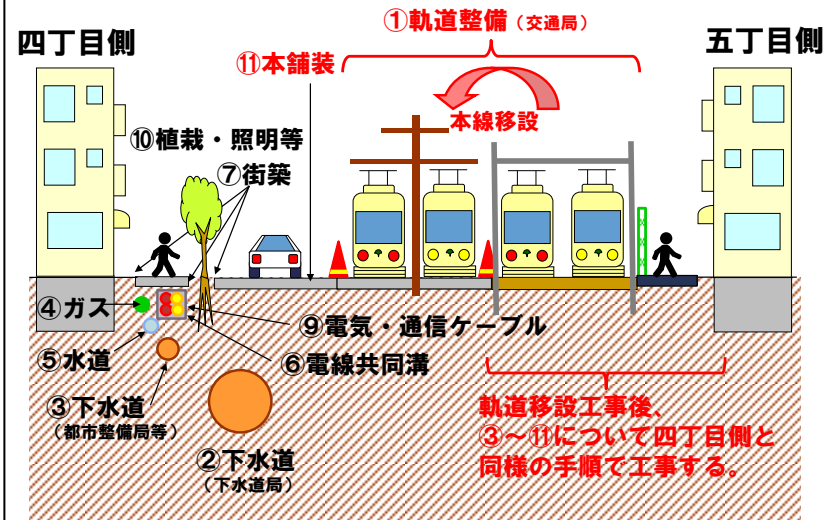 ①軌道整備（交通局）
四丁目側
五丁目側
⑪本舗装
本線移設
⑩植栽・照明等
⑦街築
④ガス
⑨電気・通信ケーブル
⑤水道
⑥電線共同溝
③下水道
（都市整備局等）
②下水道
（下水道局）
軌道移設工事後、
③～⑪について四丁目側と
同様の手順で工事する。